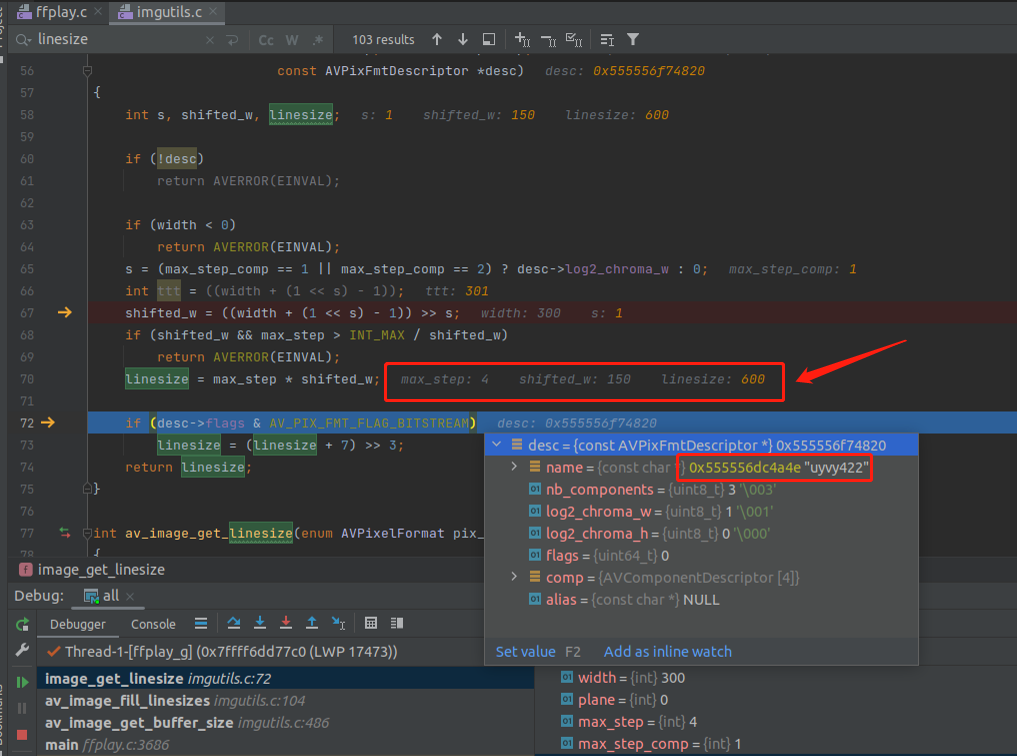 ffplay.c
imgutils.c
linesize
Cc W .*
103 results
56 const AVPixFmtDescriptor *desc) desc: 0x555556f74820
57 {
58 int s, shifted_w, linesize; s: 1 shifted_w: 150 linesize: 600
59
60 if (!desc)
61 return AVERROR(EINVAL);
62
63 if (width < 0)
64 return AVERROR(EINVAL);
65 s = (max_step_comp == 1 || max_step_comp == 2) ? desc->log2_chroma_w : 0; max_step_comp: 1
66 int ttt = ((width + (1 << s) - 1)); ttt: 301
67 shifted_w = ((width + (1 << s) - 1)) >> s; width: 300 s: 1
68 if (shifted_w && max_step > INT_MAX / shifted_w)
69 return AVERROR(EINVAL);
70 linesize = max_step * shifted_w; max_step: 4 shifted_w: 150 linesize: 600
71
72 if (desc->flags & AV_PIX_FMT_FLAG_BITSTREAM) desc: 0x555556f74820
73 linesize = (linesize + 7) >> 3;
74 return linesize;
75 }
76
77 int av_image_get_linesize(enum AVPixelFormat pix_
78 {
desc = {const AVPixFmtDescriptor *} 0x555556f74820
name = {const char *} 0x555556dc4a4e "uyvy422"
nb_components = {uint8_t} 3 '\003'
log2_chroma_w = {uint8_t} 1 '\001'
log2_chroma_h = {uint8_t} 0 '\000'
flags = {uint64_t} 0
comp = {AVComponentDescriptor [4]}
alias = {const char *} NULL
Set value F2 Add as inline watch
f image_get_linesize
Debug: all
Debugger Console
Thread-1-[ffplay_g] (0x7ffff6dd77c0 (LWP 17473))
image_get_linesize imgutils.c:72
av_image_fill_linesizes imgutils.c:104
av_image_get_buffer_size imgutils.c:486
main ffplay.c:3686
width = {int} 300
plane = {int} 0
max_step = {int} 4
max_step_comp = {int} 1